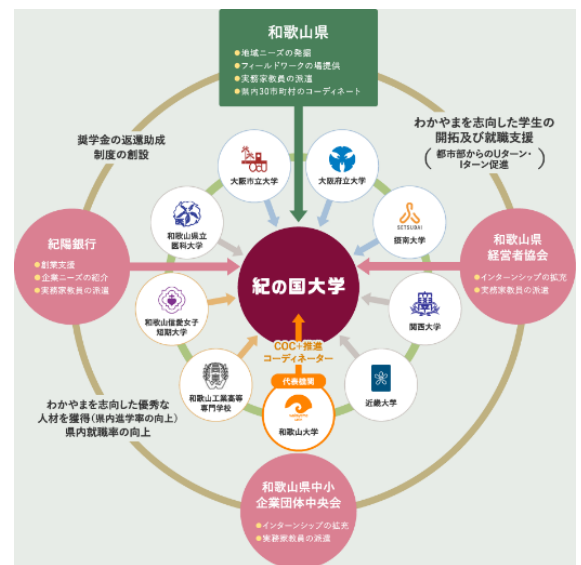 和歌山県
●地域ニーズの発掘
●フィールドワークの場提供
●実務家教員の派遣
●県内30市町村のコーディネート
奨学金の返還助成
制度の創設
わかやまを志向した学生の
開拓及び就職支援
(都市部からのUターン・
Iターン促進)
大阪市立大学
大阪府立大学
和歌山県立
医科大学
SETSUDAI
摂南大学
紀陽銀行
●創業支援
●企業ニーズの紹介
●実務家教員の派遣
紀の国大学
和歌山県
経営者協会
●インターンシップの拡充
●実務家教員の派遣
和歌山信愛女子
短期大学
関西大学
COC+推進
コーディネーター
和歌山工業高等
専門学校
代表機関
和歌山大学
近畿大学
わかやまを志向した優秀な
人材を獲得(県内進学率の向上)
県内就職率の向上
和歌山県中小
企業団体中央会
●インターンシップの拡充
●実務家教員の派遣